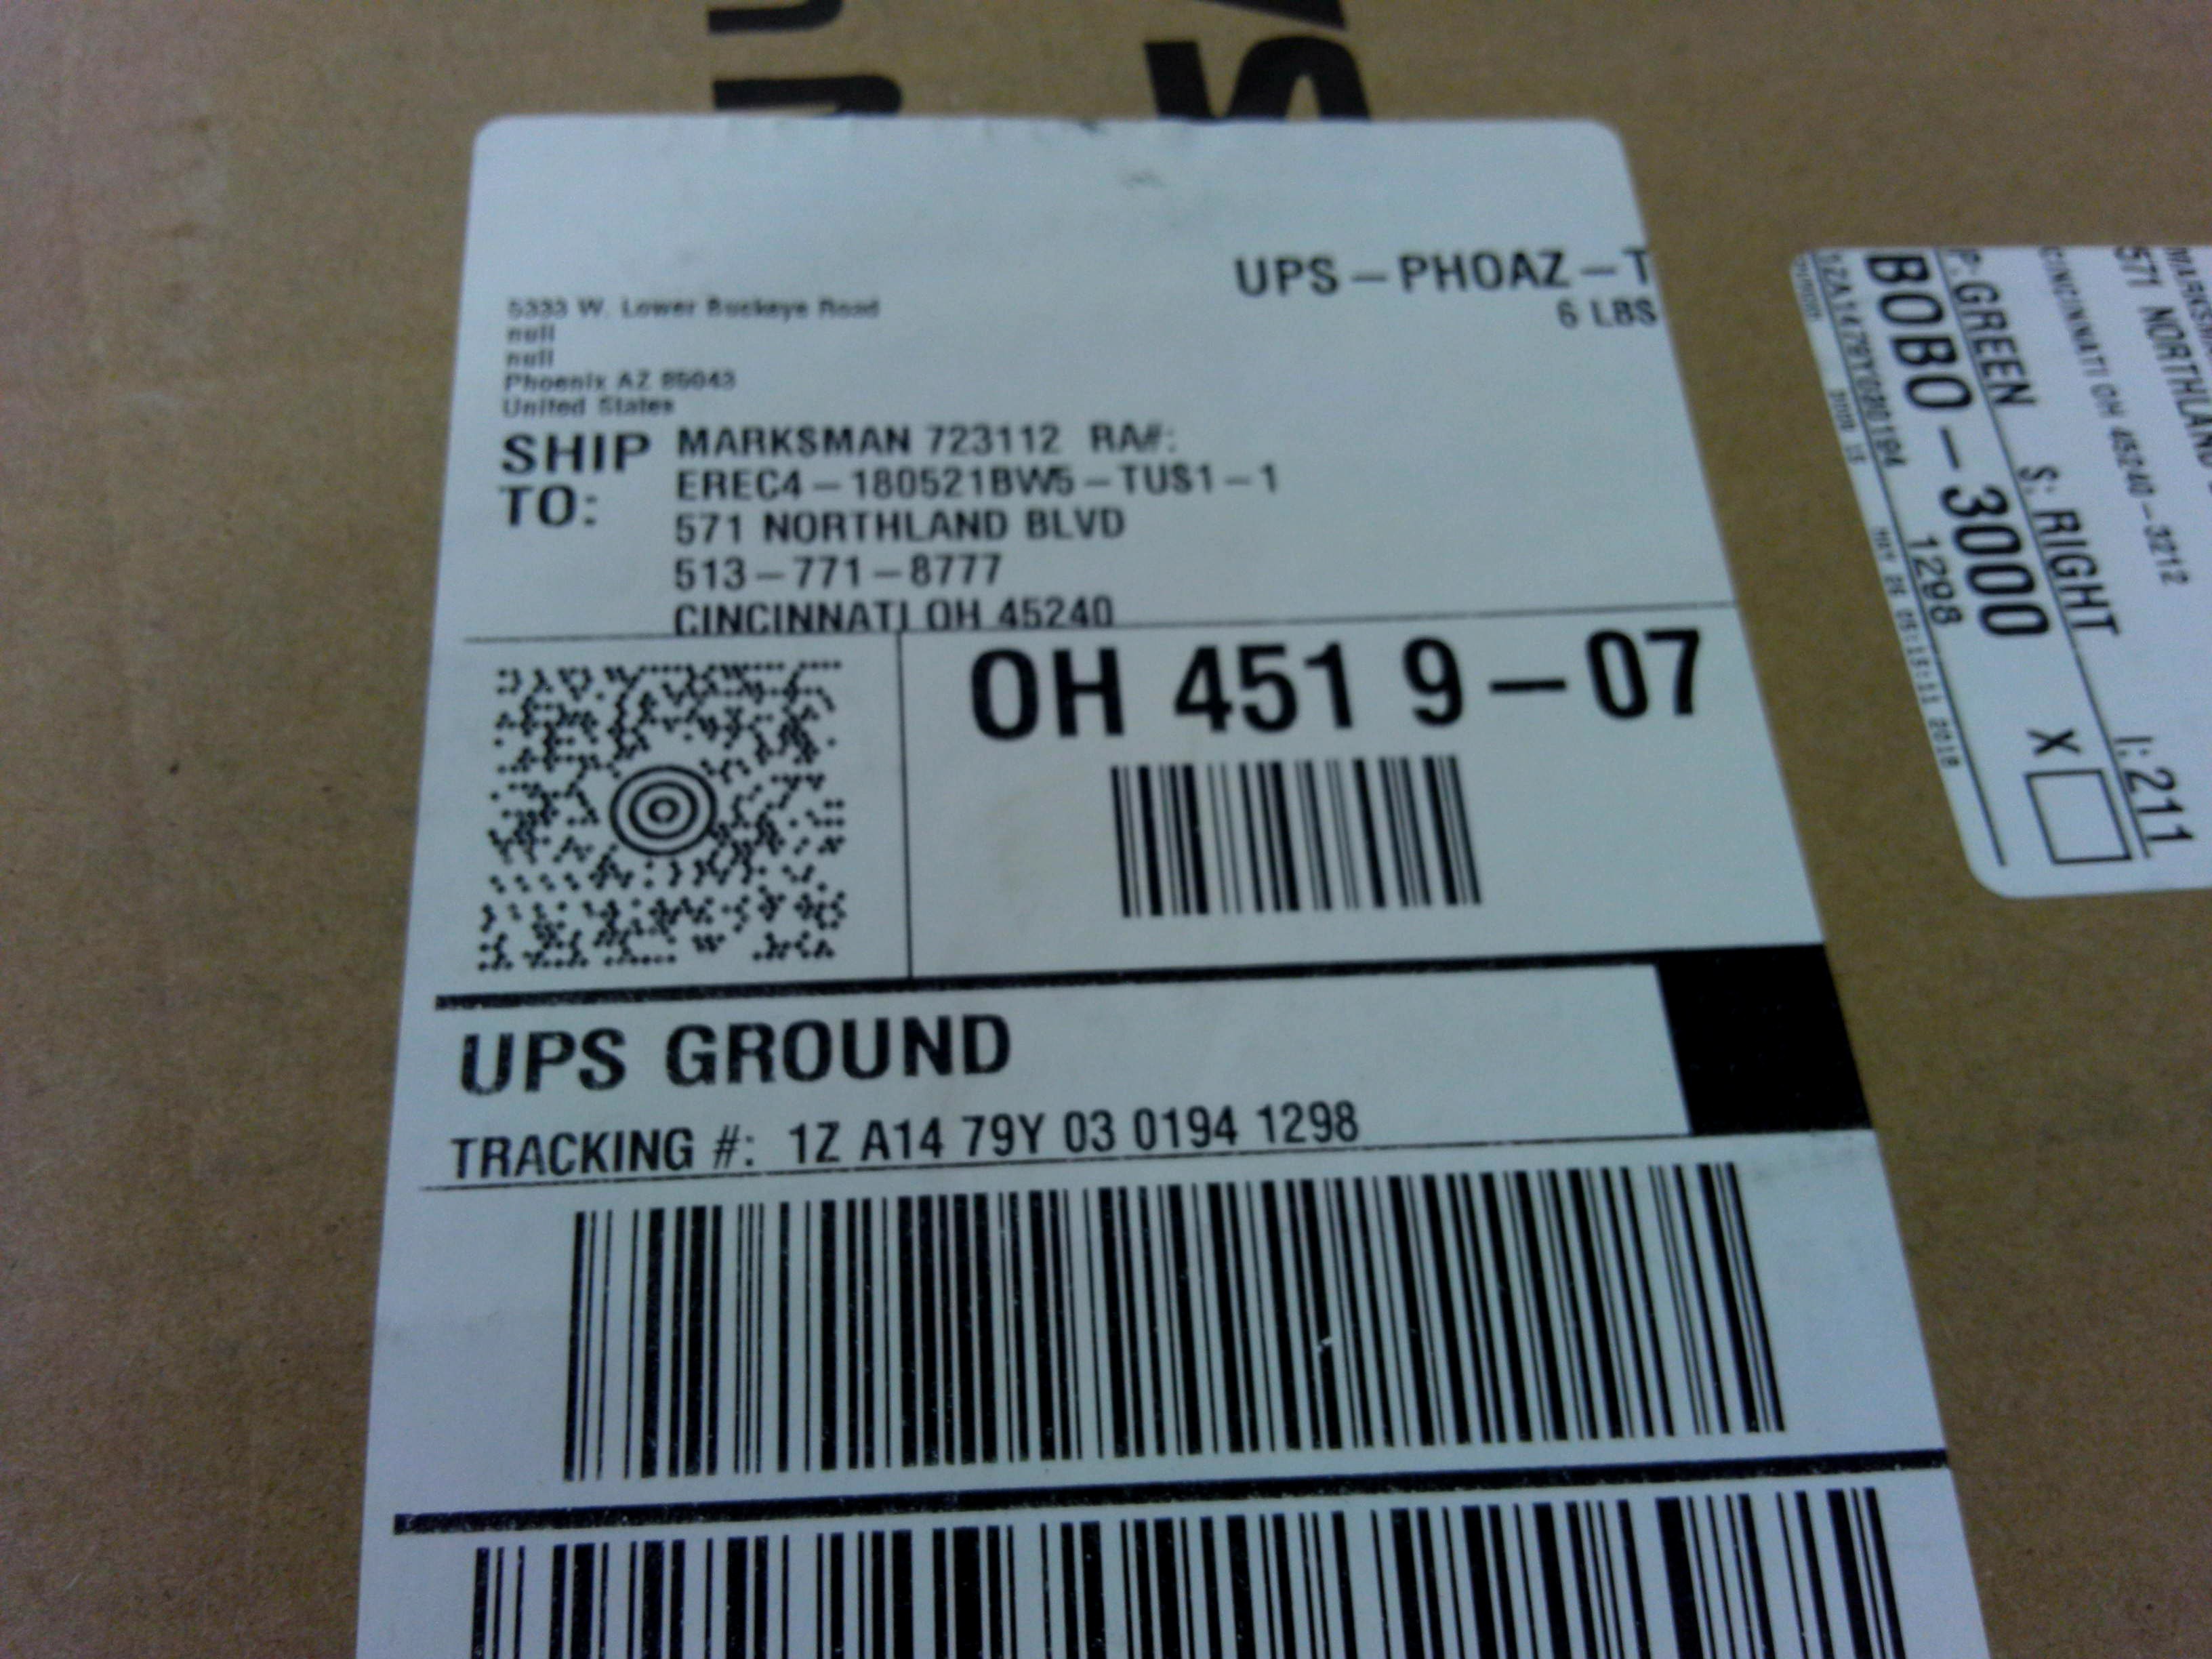 UPS-PHOAZ-T
6 LBS
5333 W. Lower Buckeye Road
null
null
Phoenix AZ 85043
United States
SHIP TO:
MARKSMAN 723112 RA#:
EREC4-180521BW5-TUS1-1
571 NORTHLAND BLVD
513-771-8777
CINCINNATI OH 45240
OH 451 9-07
UPS GROUND
TRACKING #: 1Z A14 79Y 03 0194 1298
571 NORTHLAND
CINCINNATI OH 45240-3212
P: GREEN S: RIGHT I: 211
BOBO-3000 X
1298